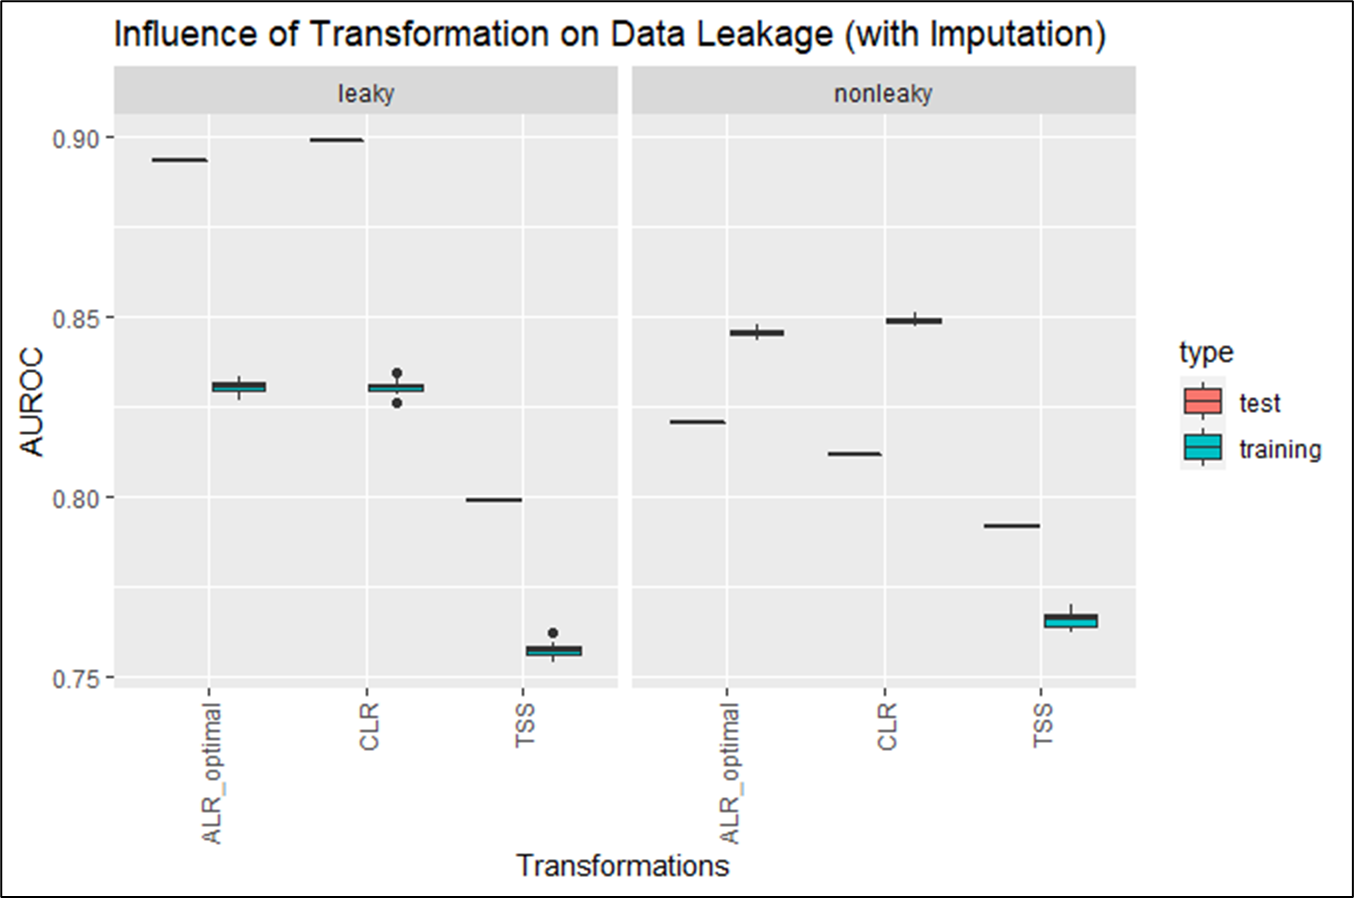 Influence of Transformation on Data Leakage (with Imputation)
leaky
nonleaky
0.90
0.85
0.80
0.75
AUROC
ALR_optimal
CLR
TSS
ALR_optimal
CLR
TSS
Transformations
type
test
training